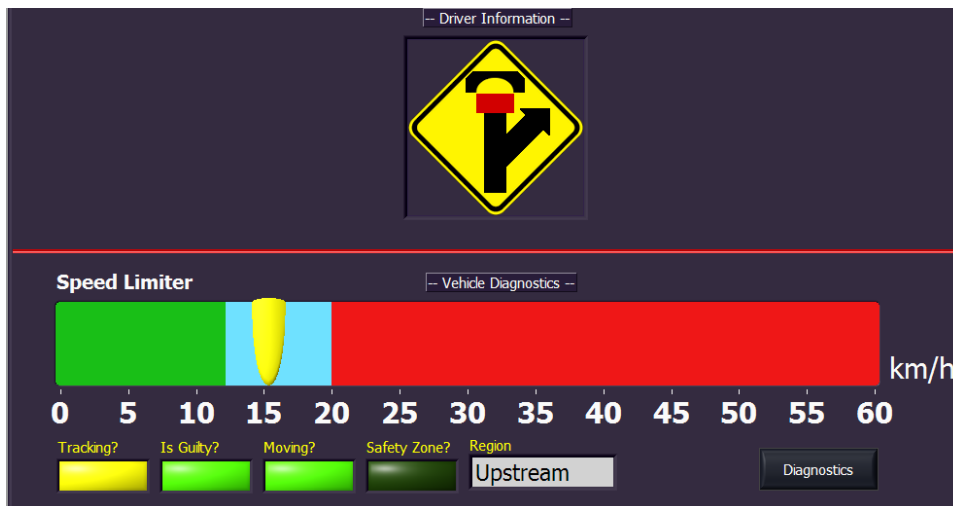 -- Driver Information --
Speed Limiter
-- Vehicle Diagnostics --
km/h
0 5 10 15 20 25 30 35 40 45 50 55 60
Tracking? Is Guilty? Moving? Safety Zone? Region
Upstream
Diagnostics